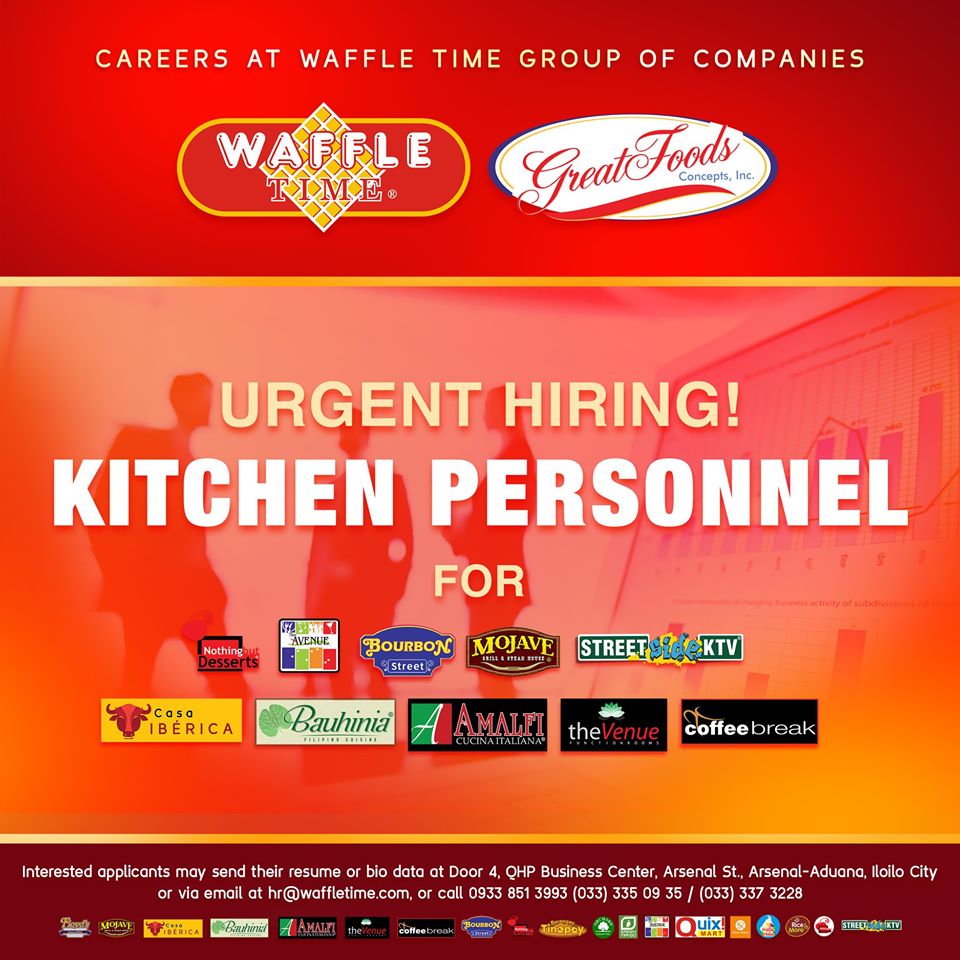 CAREERS AT WAFFLE TIME GROUP OF COMPANIES
WAFFLE
TIME®
Great Foods
Concepts, Inc.
URGENT HIRING!
KITCHEN PERSONNEL
FOR
Nothing but
Desserts
The
AVENUE
BOURBON
Street
MOJAVE
GRILL & STEAK HOUSE
STREET side KTV
Casa
IBÉRICA
Bauhinia®
FILIPINO CUISINE
A AMALFI
CUCINA ITALIANA®
theVenue
FUNCTION ROOMS
coffeebreak
Interested applicants may send their resume or bio data at Door 4, QHP Business Center, Arsenal St., Arsenal-Aduana, Iloilo City
or via email at hr@waffletime.com, or call 0933 851 3993 (033) 335 09 35 / (033) 337 3228
MOJAVE Casa IBÉRICA Bauhinia A AMALFI theVenue coffeebreak BOURBON Street Tinapay QUIX! MART Rice More STREET side KTV